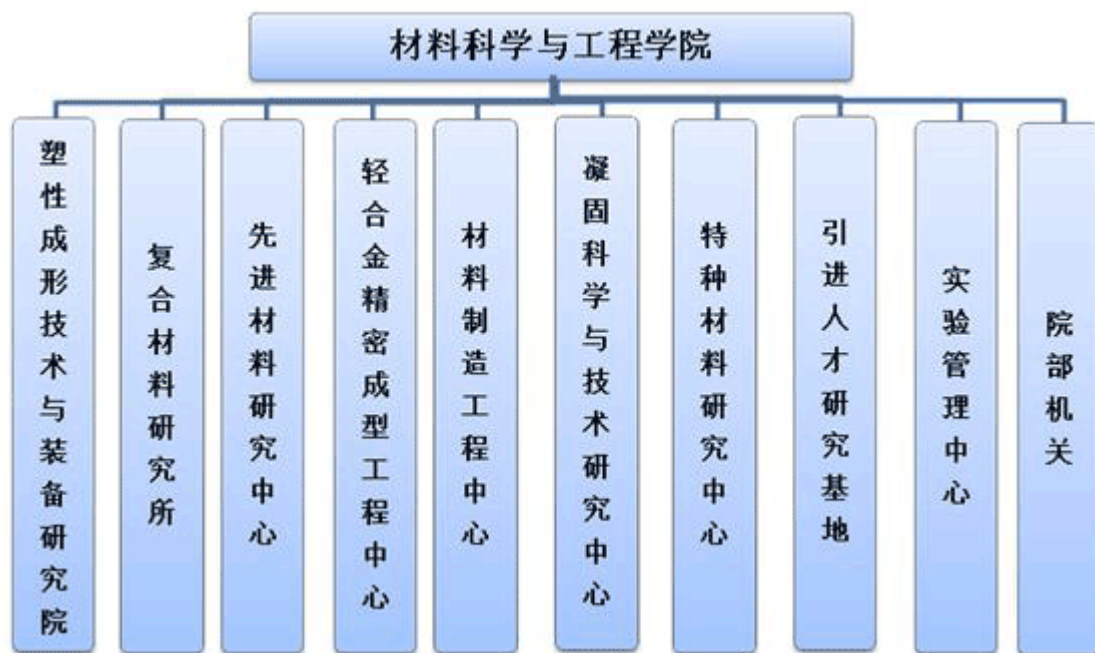 材料科学与工程学院
塑性成形技术与装备研究院
复合材料研究所
先进材料研究中心
轻合金精密成型工程中心
材料制造工程中心
凝固科学与技术研究中心
特种材料研究中心
引进人才研究基地
实验管理中心
院部机关